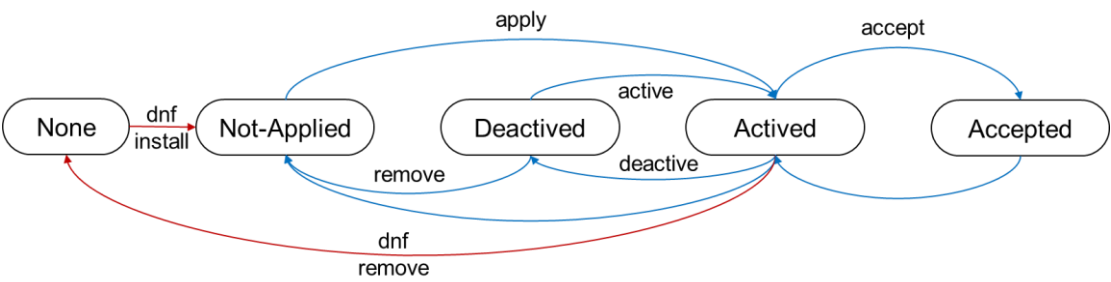 apply
accept
active
None
dnf
install
Not-Applied
Deactived
Actived
Accepted
remove
deactive
dnf
remove